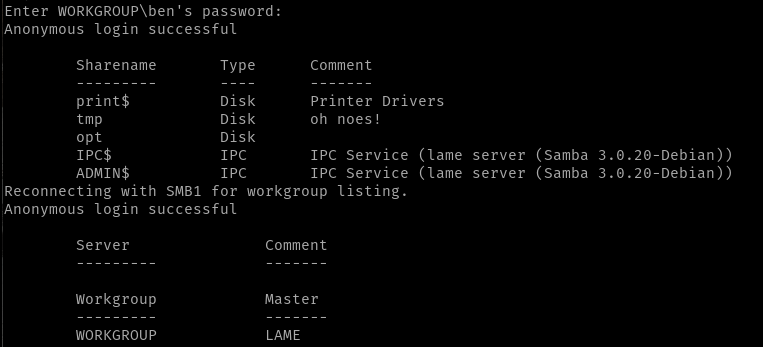 Enter WORKGROUP\ben's password:
Anonymous login successful
Sharename Type Comment
--------- ---- -------
print$ Disk Printer Drivers
tmp Disk oh noes!
opt Disk
IPC$ IPC IPC Service (lame server (Samba 3.0.20-Debian))
ADMIN$ IPC IPC Service (lame server (Samba 3.0.20-Debian))
Reconnecting with SMB1 for workgroup listing.
Anonymous login successful
Server Comment
--------- -------
Workgroup Master
--------- -------
WORKGROUP LAME